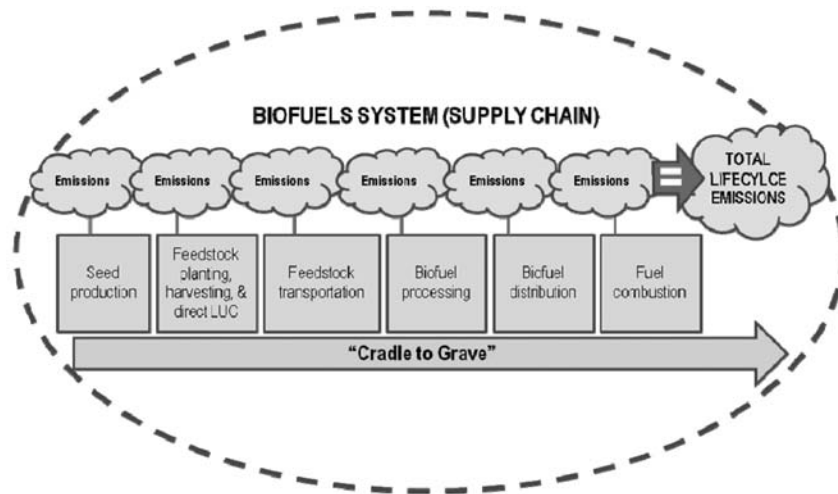 BIOFUELS SYSTEM (SUPPLY CHAIN)
Emissions
Emissions
Emissions
Emissions
Emissions
Emissions
=
TOTAL
LIFECYLCE
EMISSIONS
Seed
production
Feedstock
planting,
harvesting, &
direct LUC
Feedstock
transportation
Biofuel
processing
Biofuel
distribution
Fuel
combustion
“Cradle to Grave”